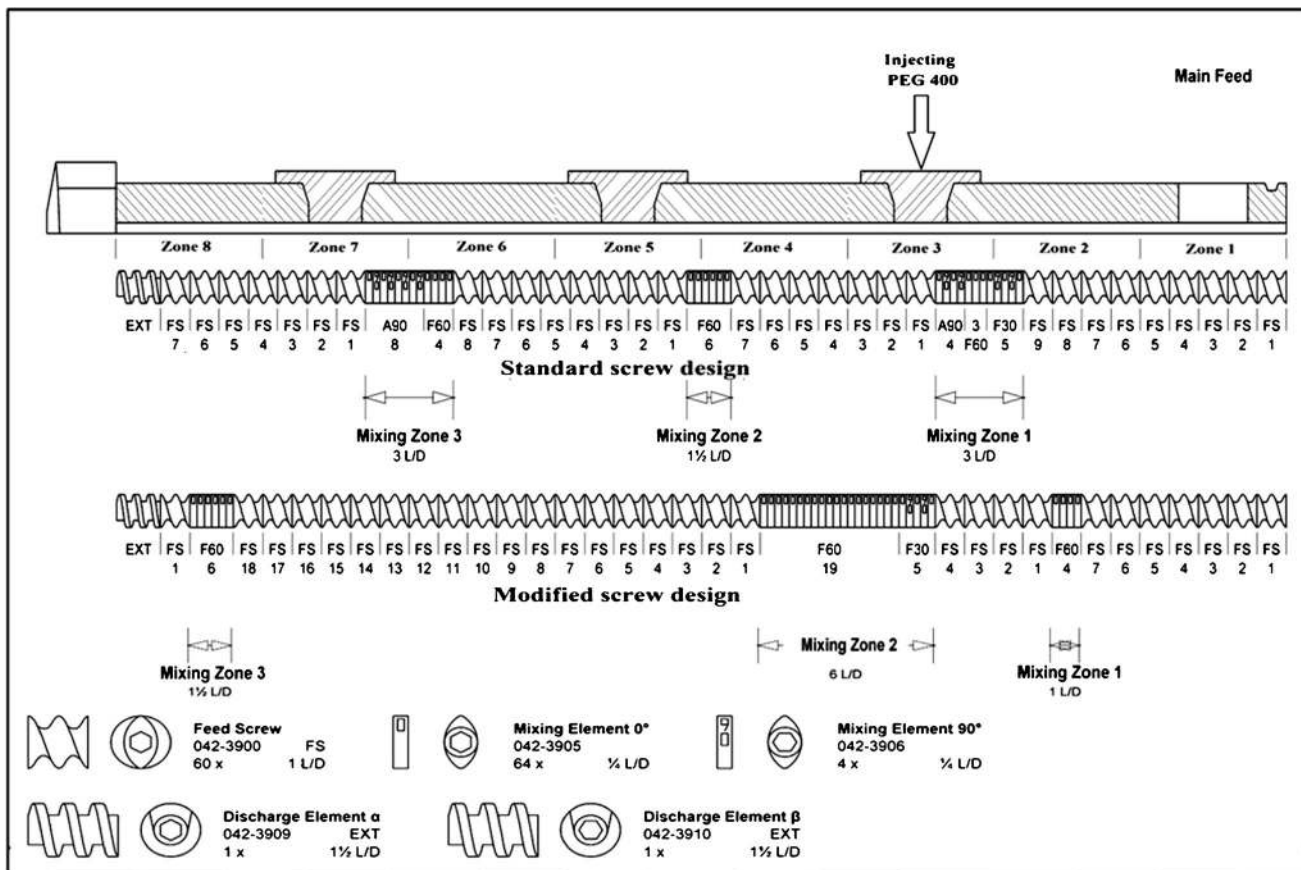 Injecting
PEG 400
Main Feed
Zone 8 Zone 7 Zone 6 Zone 5 Zone 4 Zone 3 Zone 2 Zone 1
EXT FS FS FS FS FS FS FS A90 F60 FS FS FS FS FS FS FS FS F60 FS FS FS FS FS FS FS A90 3 F30 FS FS FS FS FS FS FS FS FS
7 6 5 4 3 2 1 8 4 8 7 6 5 4 3 2 1 6 7 6 5 4 3 2 1 4 F60 5 9 8 7 6 5 4 3 2 1
Standard screw design
Mixing Zone 3
3 L/D
Mixing Zone 2
1½ L/D
Mixing Zone 1
3 L/D
EXT FS F60 FS FS FS FS FS FS FS FS FS FS FS FS FS FS FS FS FS FS F60 F30 FS FS FS FS F60 FS FS FS FS FS FS FS
1 6 18 17 16 15 14 13 12 11 10 9 8 7 6 5 4 3 2 1 19 5 4 3 2 1 4 7 6 5 4 3 2 1
Modified screw design
Mixing Zone 3
1½ L/D
Mixing Zone 2
6 L/D
Mixing Zone 1
1 L/D
Feed Screw
042-3900 FS
60 x 1 L/D
0
Mixing Element 0°
042-3905
64 x ¼ L/D
90
Mixing Element 90°
042-3906
4 x ¼ L/D
Discharge Element α
042-3909 EXT
1 x 1½ L/D
Discharge Element β
042-3910 EXT
1 x 1½ L/D